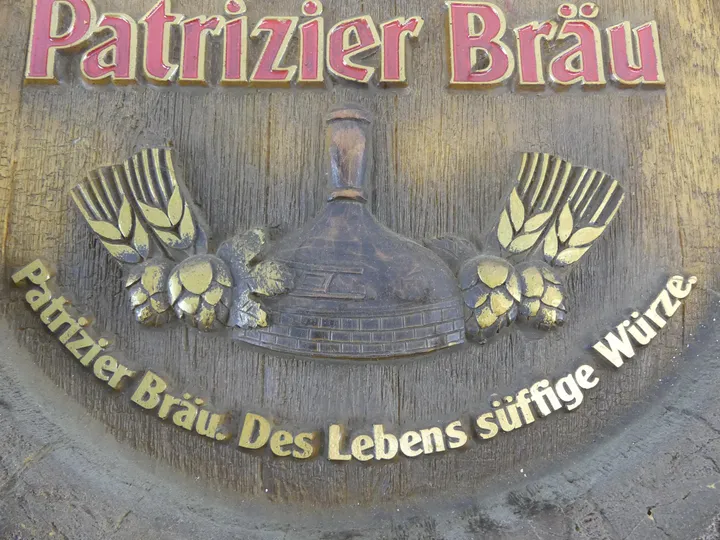 Patrizier Bräu
Patrizier Bräu. Des Lebens süffige Würze.